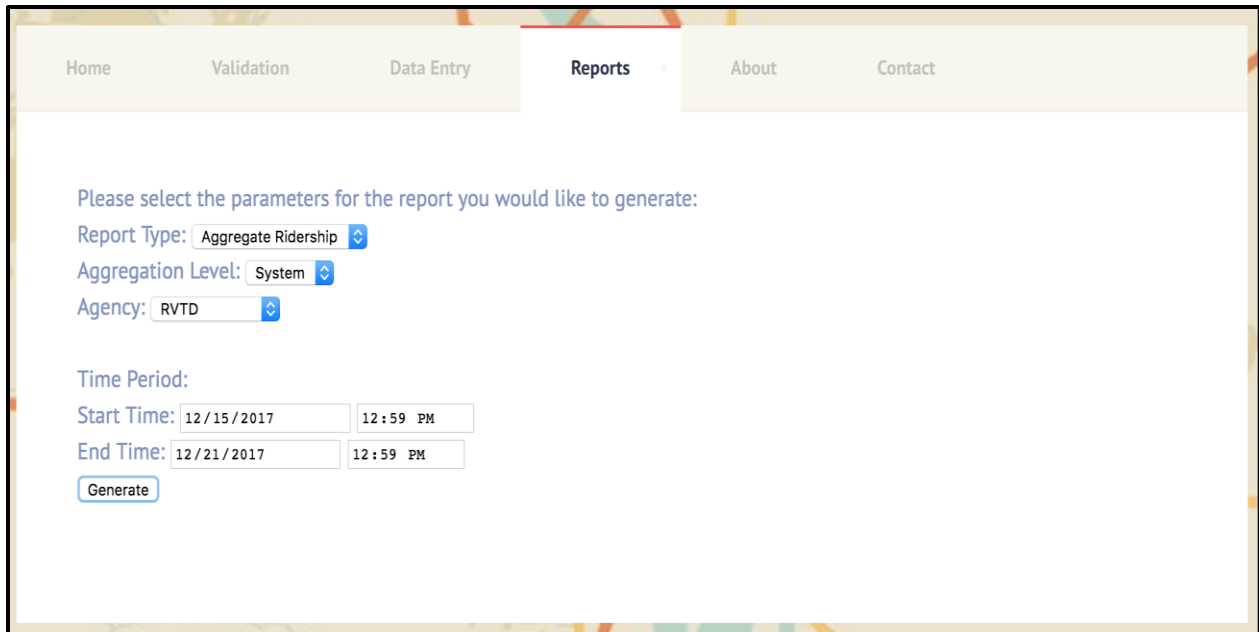 Home Validation Data Entry Reports About Contact
Please select the parameters for the report you would like to generate:
Report Type: Aggregate Ridership
Aggregation Level: System
Agency: RVTD
Time Period:
Start Time: 12/15/2017 12:59 PM
End Time: 12/21/2017 12:59 PM
Generate